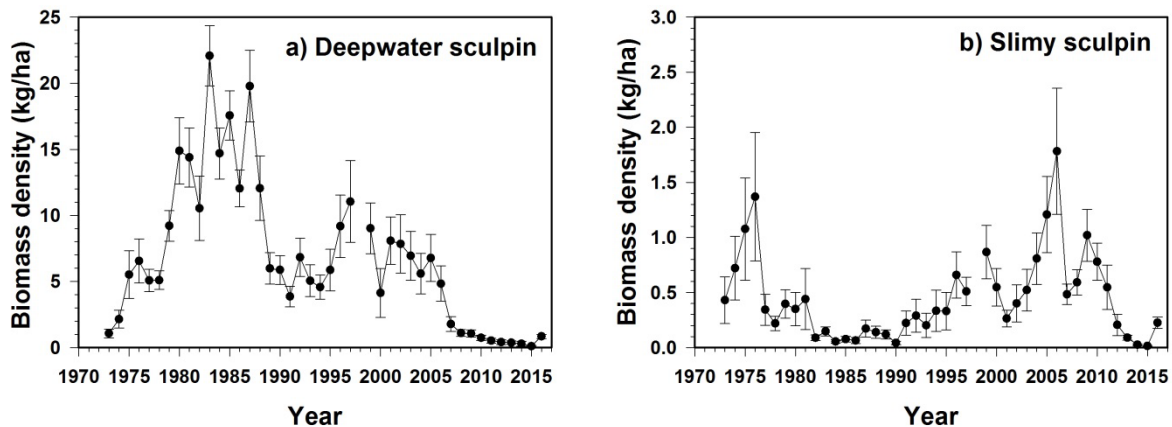 a) Deepwater sculpin
Biomass density (kg/ha)
25
20
15
10
5
0
1970 1975 1980 1985 1990 1995 2000 2005 2010 2015
Year
b) Slimy sculpin
Biomass density (kg/ha)
3.0
2.5
2.0
1.5
1.0
0.5
0.0
1970 1975 1980 1985 1990 1995 2000 2005 2010 2015
Year